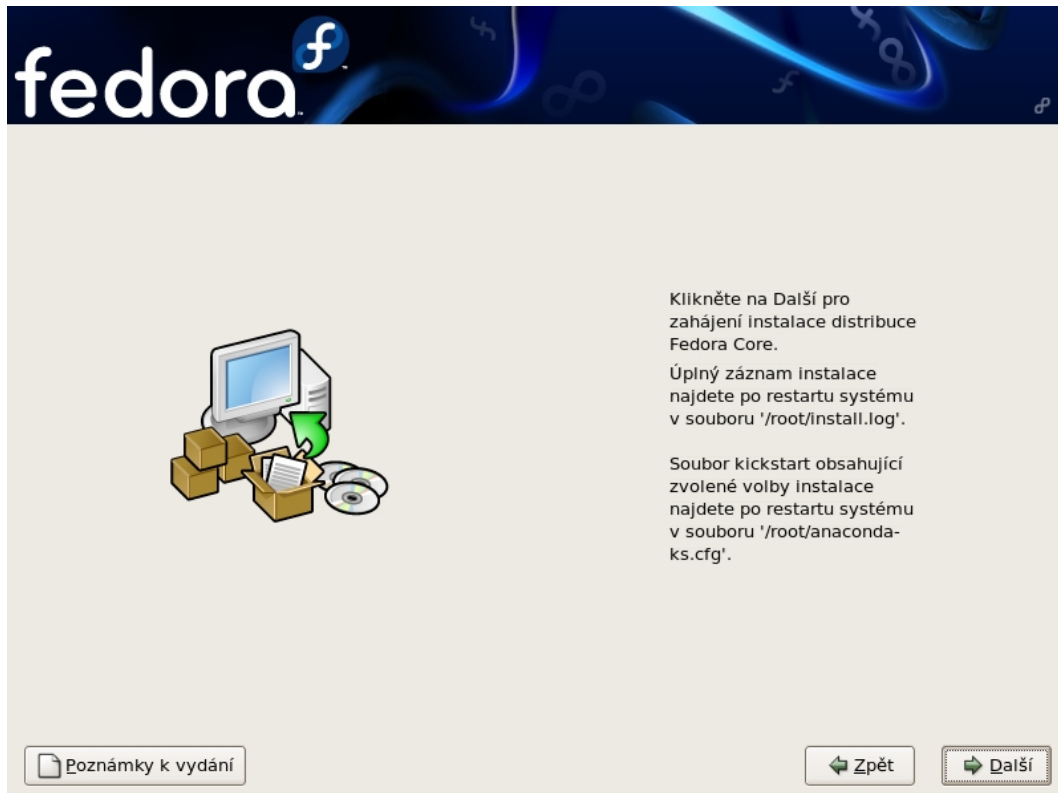 fedora
Klikněte na Další pro
zahájení instalace distribuce
Fedora Core.
Úplný záznam instalace
najdete po restartu systému
v souboru '/root/install.log'.
Soubor kickstart obsahující
zvolené volby instalace
najdete po restartu systému
v souboru '/root/anaconda-
ks.cfg'.
Poznámky k vydání
Zpět
Další